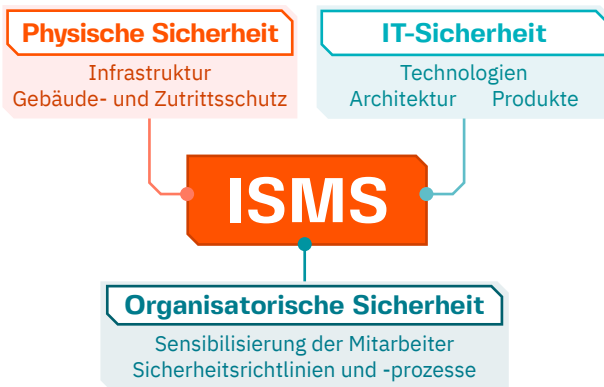 Physische Sicherheit
Infrastruktur
Gebäude- und Zutrittsschutz
IT-Sicherheit
Technologien
Architektur Produkte
ISMS
Organisatorische Sicherheit
Sensibilisierung der Mitarbeiter
Sicherheitsrichtlinien und -prozesse